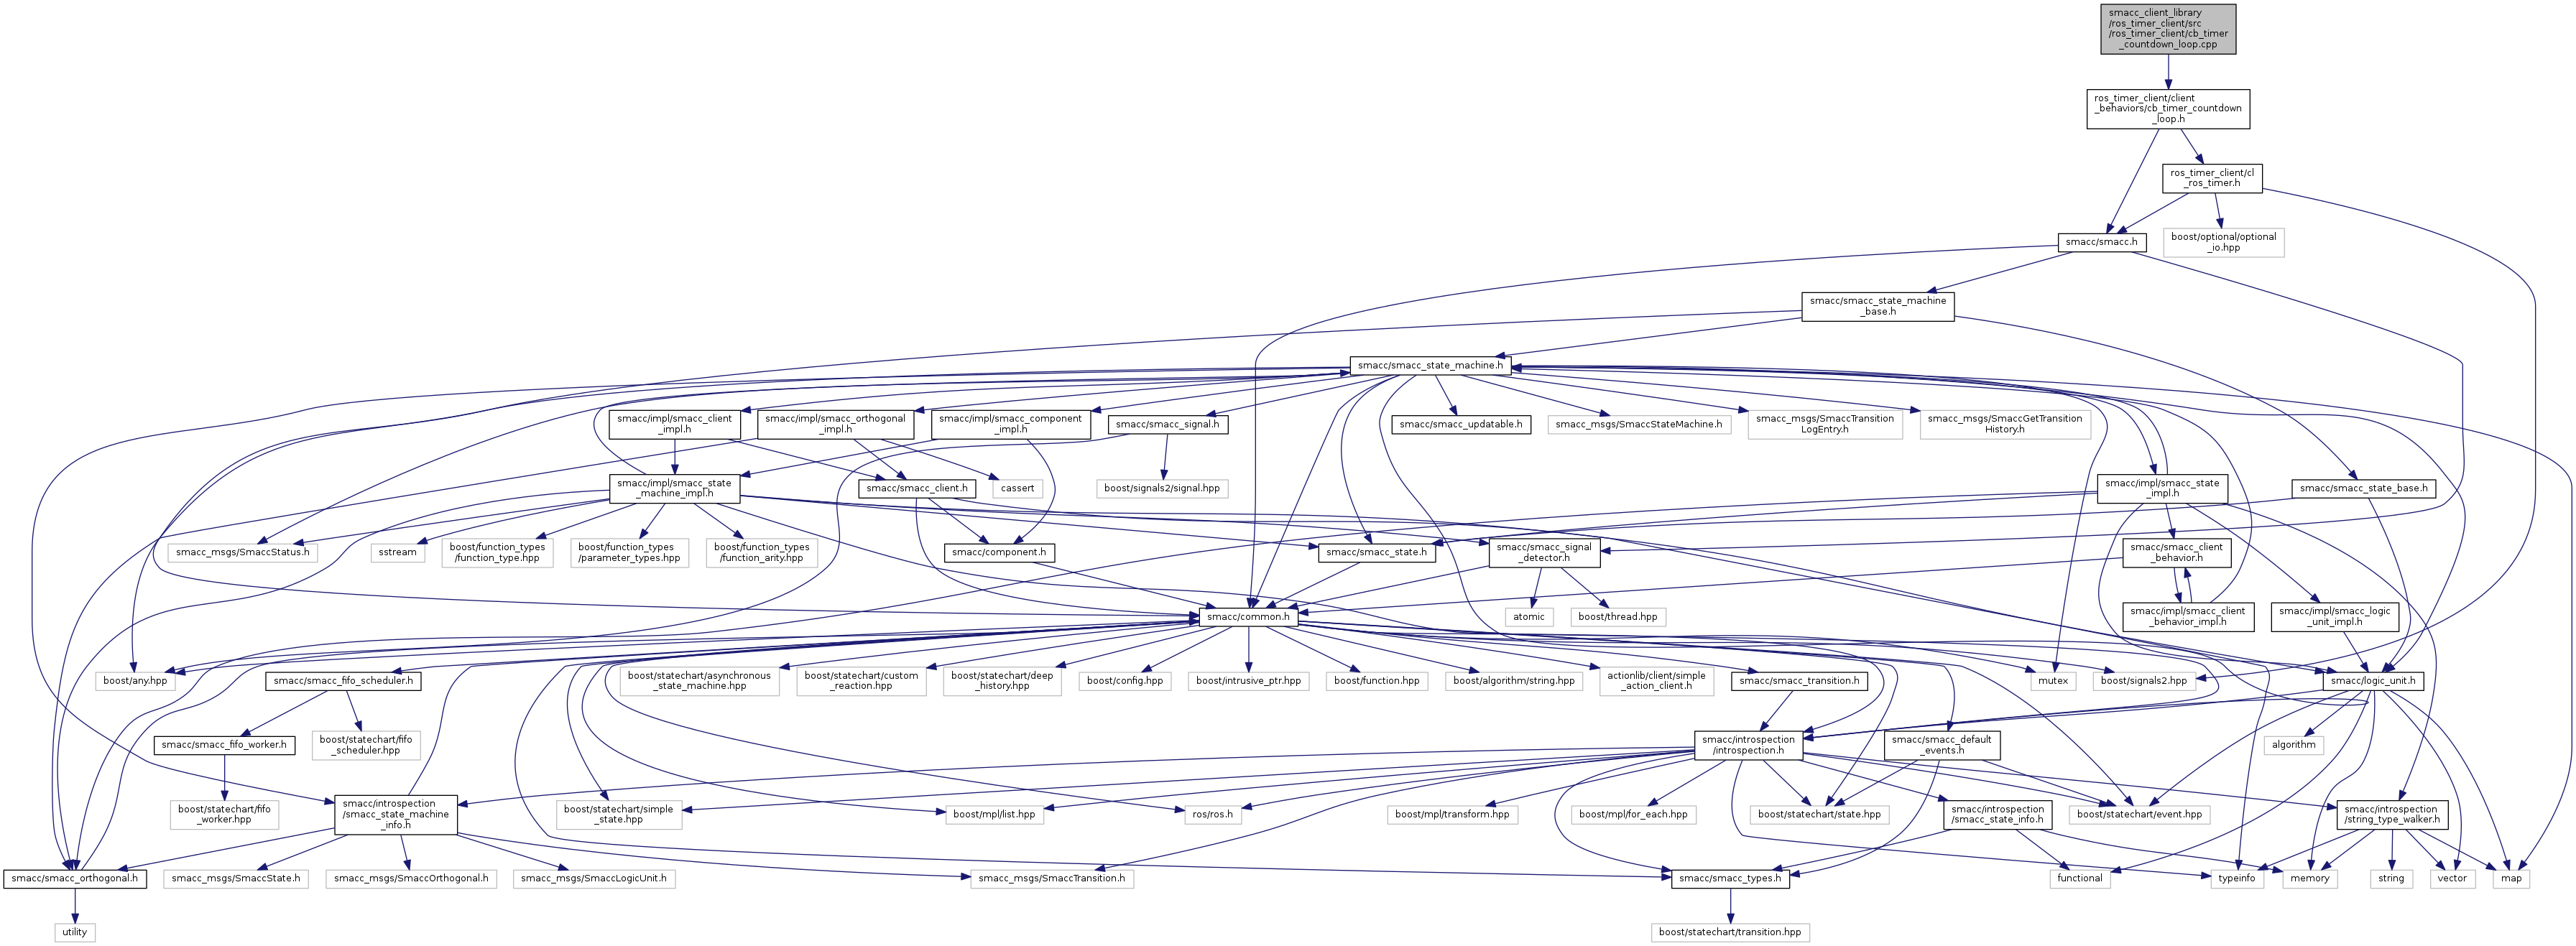 smacc_client_library
/ros_timer_client/src
/ros_timer_client/cb_timer
_countdown_loop.cpp
ros_timer_client/client
_behaviors/cb_timer_countdown
_loop.h
ros_timer_client/cl
_ros_timer.h
smacc/smacc.h
boost/optional/optional
_io.hpp
smacc/smacc_state_machine
_base.h
smacc/smacc_state_machine.h
smacc/impl/smacc_client
_impl.h
smacc/impl/smacc_orthogonal
_impl.h
smacc/impl/smacc_component
_impl.h
smacc/smacc_signal.h
smacc/smacc_updatable.h
smacc_msgs/SmaccStateMachine.h
smacc_msgs/SmaccTransition
LogEntry.h
smacc_msgs/SmaccGetTransition
History.h
smacc/impl/smacc_state
_machine_impl.h
smacc/smacc_client.h
cassert
boost/signals2/signal.hpp
smacc/impl/smacc_state
_impl.h
smacc/smacc_state_base.h
smacc_msgs/SmaccStatus.h
sstream
boost/function_types
/function_type.hpp
boost/function_types
/parameter_types.hpp
boost/function_types
/function_arity.hpp
smacc/component.h
smacc/smacc_state.h
smacc/smacc_signal
_detector.h
smacc/smacc_client
_behavior.h
smacc/common.h
atomic
boost/thread.hpp
smacc/impl/smacc_client
_behavior_impl.h
smacc/impl/smacc_logic
_unit_impl.h
boost/any.hpp
smacc/smacc_fifo_scheduler.h
boost/statechart/asynchronous
_state_machine.hpp
boost/statechart/custom
_reaction.hpp
boost/statechart/deep
_history.hpp
boost/config.hpp
boost/intrusive_ptr.hpp
boost/function.hpp
boost/algorithm/string.hpp
actionlib/client/simple
_action_client.h
smacc/smacc_transition.h
mutex
boost/signals2.hpp
smacc/logic_unit.h
smacc/smacc_fifo_worker.h
boost/statechart/fifo
_scheduler.hpp
smacc/introspection
/introspection.h
smacc/smacc_default
_events.h
algorithm
boost/statechart/fifo
_worker.hpp
smacc/introspection
/smacc_state_machine
_info.h
boost/statechart/simple
_state.hpp
boost/mpl/list.hpp
ros/ros.h
boost/mpl/transform.hpp
boost/mpl/for_each.hpp
boost/statechart/state.hpp
smacc/introspection
/smacc_state_info.h
boost/statechart/event.hpp
smacc/introspection
/string_type_walker.h
smacc/smacc_orthogonal.h
smacc_msgs/SmaccState.h
smacc_msgs/SmaccOrthogonal.h
smacc_msgs/SmaccLogicUnit.h
smacc_msgs/SmaccTransition.h
smacc/smacc_types.h
functional
typeinfo
memory
string
vector
map
utility
boost/statechart/transition.hpp